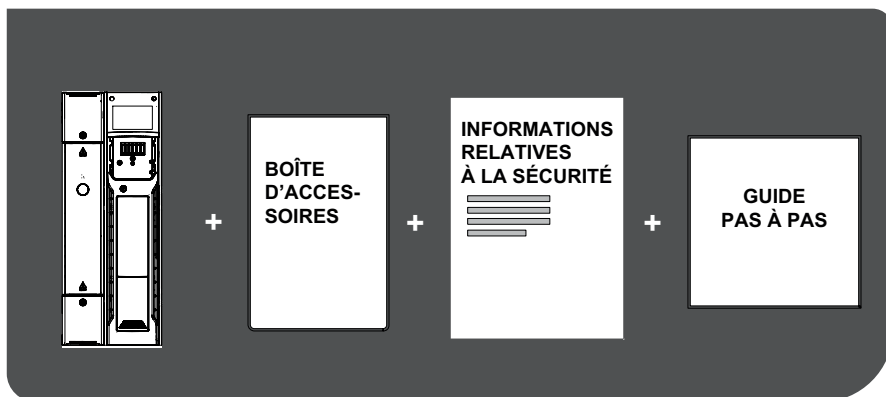 BOÎTE
D'ACCES-
SOIRES
INFORMATIONS
RELATIVES
À LA SÉCURITÉ
GUIDE
PAS À PAS
+
+
+